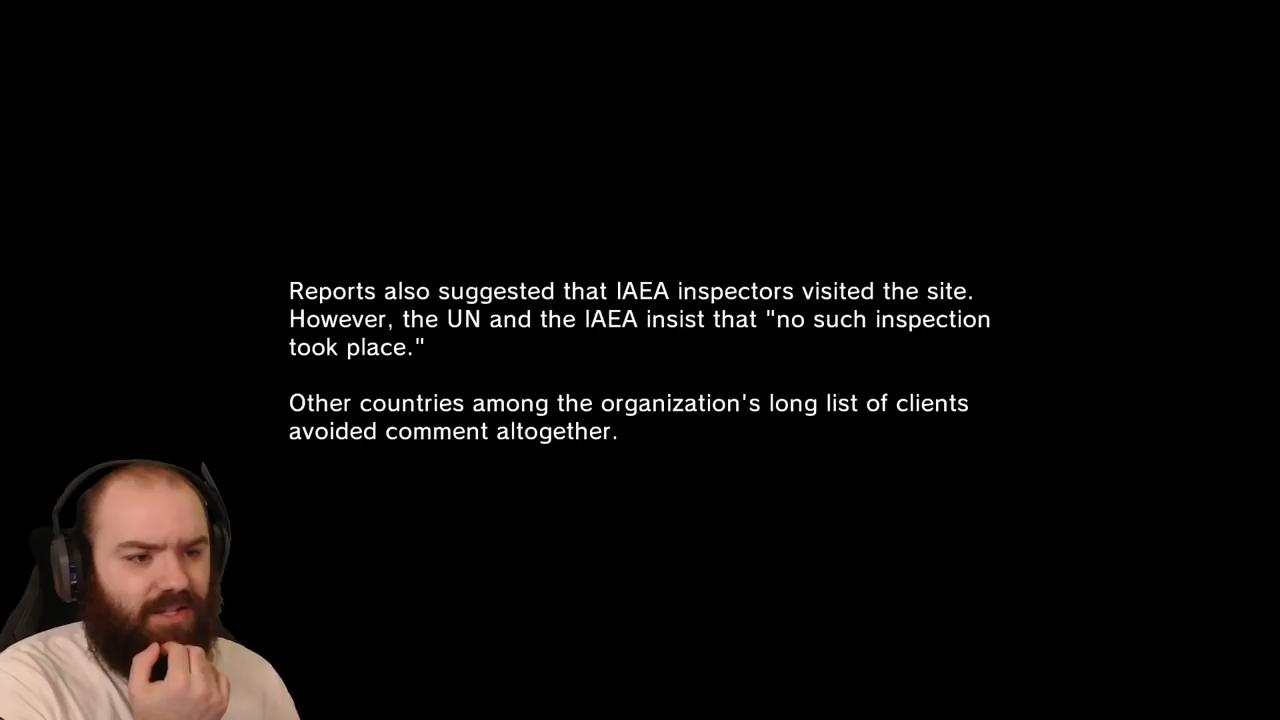 Reports also suggested that IAEA inspectors visited the site.
However, the UN and the IAEA insist that "no such inspection
took place."
Other countries among the organization's long list of clients
avoided comment altogether.